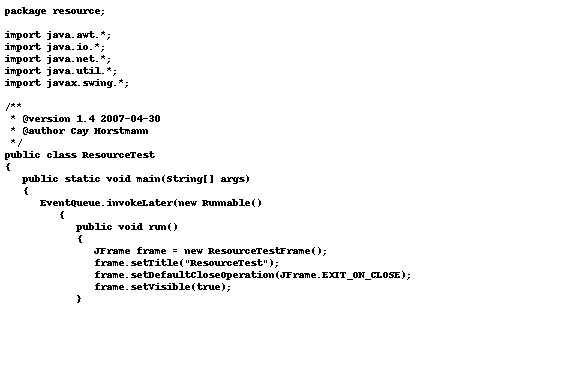 package resource;

import java.awt.*;
import java.io.*;
import java.net.*;
import java.util.*;
import javax.swing.*;

/**
 * @version 1.4 2007-04-30
 * @author Cay Horstmann
 */
public class ResourceTest
{
   public static void main(String[] args)
   {
      EventQueue.invokeLater(new Runnable()
         {
            public void run()
            {
               JFrame frame = new ResourceTestFrame();
               frame.setTitle("ResourceTest");
               frame.setDefaultCloseOperation(JFrame.EXIT_ON_CLOSE);
               frame.setVisible(true);
            }